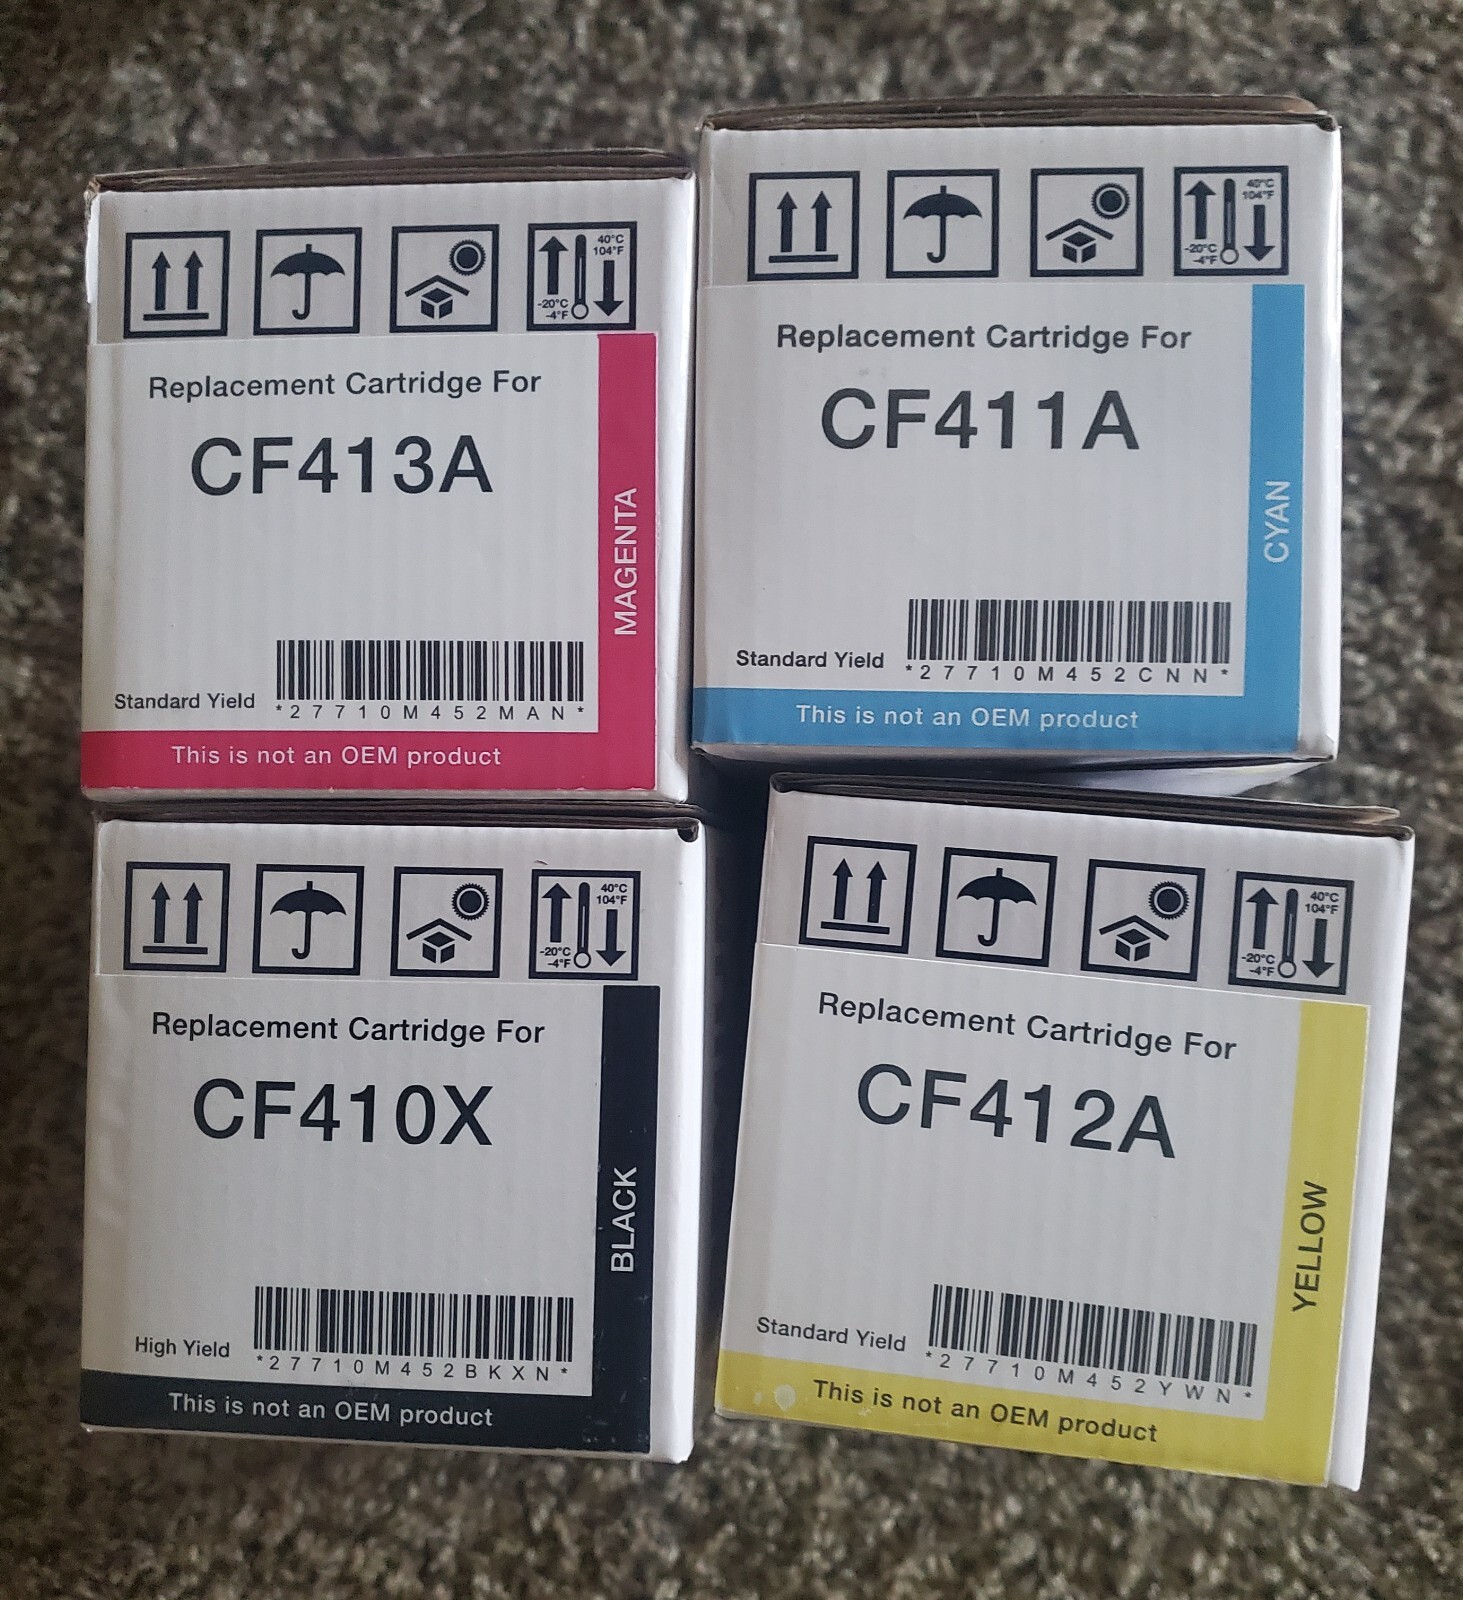 40°C
104°F
-20°C
-4°F
Replacement Cartridge For
CF413A
MAGENTA
Standard Yield
*27710M452MAN*
This is not an OEM product
40°C
104°F
-20°C
-4°F
Replacement Cartridge For
CF411A
CYAN
Standard Yield
*27710M452CNN*
This is not an OEM product
40°C
104°F
-20°C
-4°F
Replacement Cartridge For
CF410X
BLACK
High Yield
*27710M452BKXN*
This is not an OEM product
40°C
104°F
-20°C
-4°F
Replacement Cartridge For
CF412A
YELLOW
Standard Yield
*27710M452YWN*
This is not an OEM product